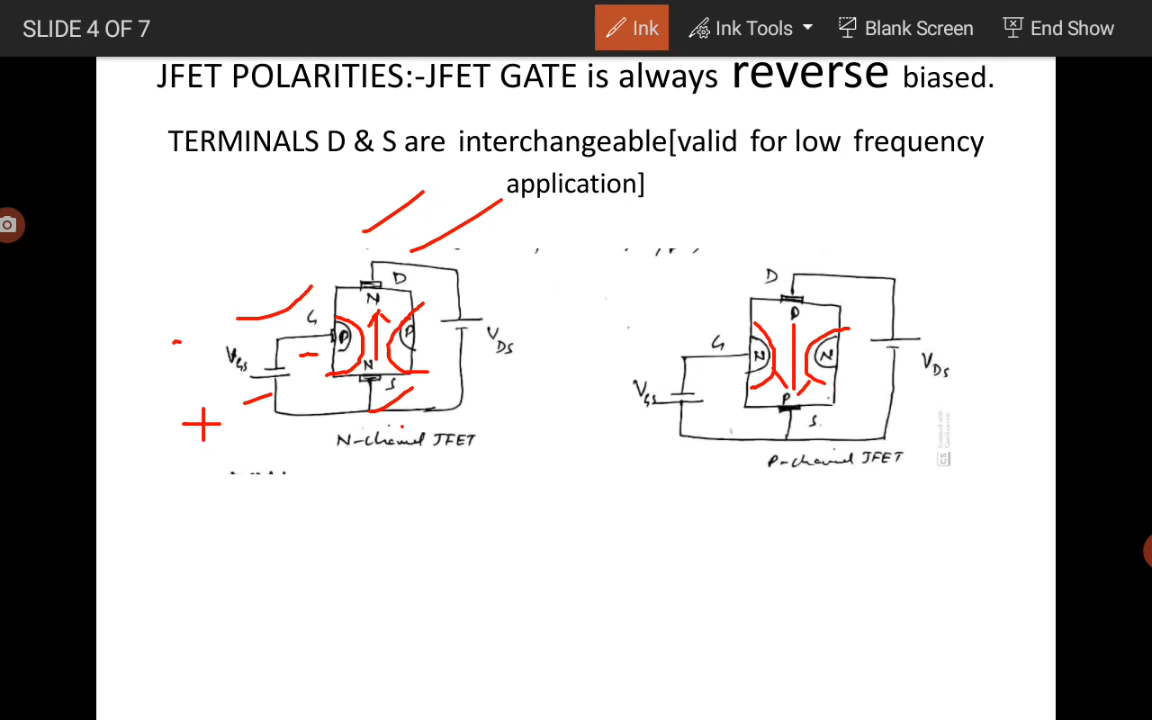 SLIDE 4 OF 7
Ink
Ink Tools
Blank Screen
End Show
JFET POLARITIES:-JFET GATE is always reverse biased.
TERMINALS D & S are interchangeable[valid for low frequency
application]
D
N
G
P
P
VGS
N
S
VDS
-
-
+
N-channel JFET
D
P
G
N
N
VGS
P
S.
VDS
P-channel JFET
CS